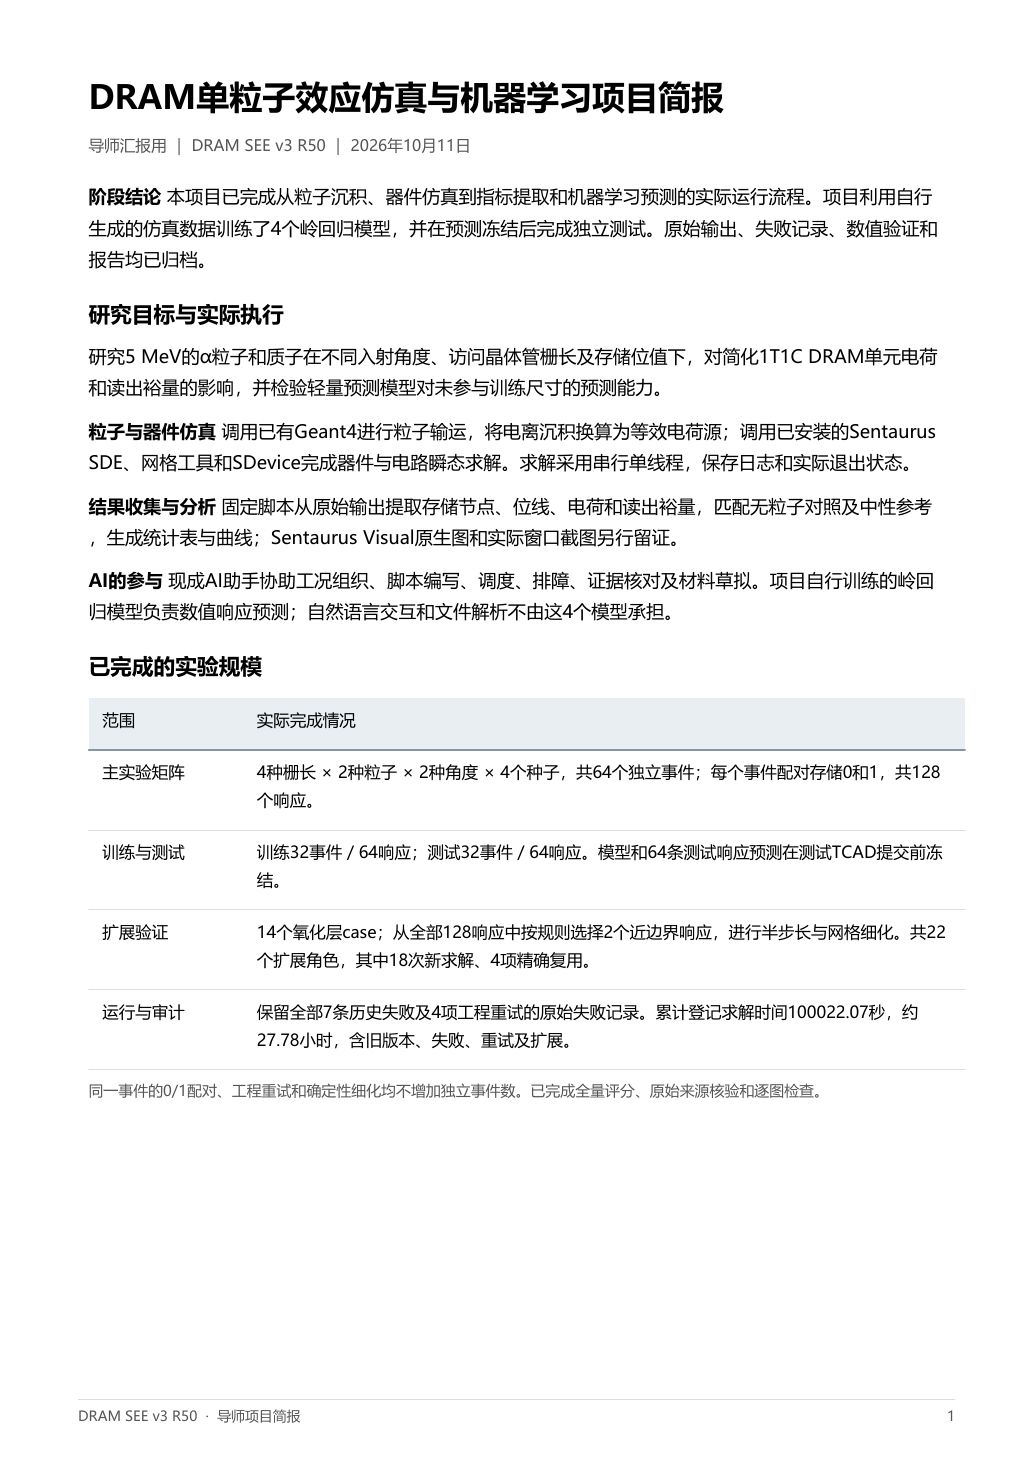 DRAM单粒子效应仿真与机器学习项目简报
导师汇报用 | DRAM SEE v3 R50 | 2026年10月11日
阶段结论 本项目已完成从粒子沉积、器件仿真到指标提取和机器学习预测的实际运行流程。项目利用自行
生成的仿真数据训练了4个岭回归模型，并在预测冻结后完成独立测试。原始输出、失败记录、数值验证和
报告均已归档。
研究目标与实际执行
研究5 MeV的α粒子和质子在不同入射角度、访问晶体管栅长及存储位值下，对简化1T1C DRAM单元电荷
和读出裕量的影响，并检验轻量预测模型对未参与训练尺寸的预测能力。
粒子与器件仿真 调用已有Geant4进行粒子输运，将电离沉积换算为等效电荷源；调用已安装的Sentaurus
SDE、网格工具和SDevice完成器件与电路瞬态求解。求解采用串行单线程，保存日志和实际退出状态。
结果收集与分析 固定脚本从原始输出提取存储节点、位线、电荷和读出裕量，匹配无粒子对照及中性参考
，生成统计表与曲线；Sentaurus Visual原生图和实际窗口截图另行留证。
AI的参与 现成AI助手协助工况组织、脚本编写、调度、排障、证据核对及材料草拟。项目自行训练的岭回
归模型负责数值响应预测；自然语言交互和文件解析不由这4个模型承担。
已完成的实验规模
范围 实际完成情况
主实验矩阵 4种栅长 × 2种粒子 × 2种角度 × 4个种子，共64个独立事件；每个事件配对存储0和1，共128
个响应。
训练与测试 训练32事件 / 64响应；测试32事件 / 64响应。模型和64条测试响应预测在测试TCAD提交前冻
结。
扩展验证 14个氧化层case；从全部128响应中按规则选择2个近边界响应，进行半步长与网格细化。共22
个扩展角色，其中18次新求解、4项精确复用。
运行与审计 保留全部7条历史失败及4项工程重试的原始失败记录。累计登记求解时间100022.07秒，约
27.78小时，含旧版本、失败、重试及扩展。
同一事件的0/1配对、工程重试和确定性细化均不增加独立事件数。已完成全量评分、原始来源核验和逐图检查。
DRAM SEE v3 R50 · 导师项目简报 1